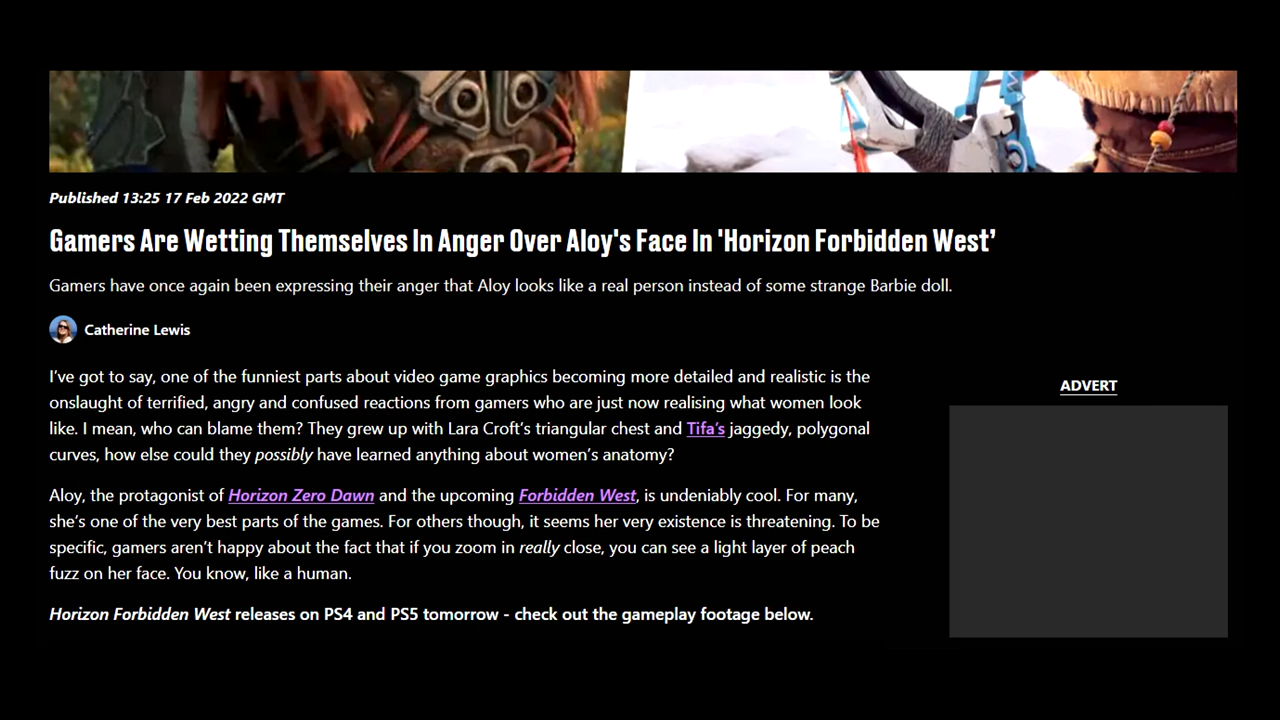 Published 13:25 17 Feb 2022 GMT
Gamers Are Wetting Themselves In Anger Over Aloy's Face In 'Horizon Forbidden West’
Gamers have once again been expressing their anger that Aloy looks like a real person instead of some strange Barbie doll.
Catherine Lewis
I’ve got to say, one of the funniest parts about video game graphics becoming more detailed and realistic is the
onslaught of terrified, angry and confused reactions from gamers who are just now realising what women look
like. I mean, who can blame them? They grew up with Lara Croft’s triangular chest and Tifa’s jaggedy, polygonal
curves, how else could they possibly have learned anything about women’s anatomy?
Aloy, the protagonist of Horizon Zero Dawn and the upcoming Forbidden West, is undeniably cool. For many,
she’s one of the very best parts of the games. For others though, it seems her very existence is threatening. To be
specific, gamers aren’t happy about the fact that if you zoom in really close, you can see a light layer of peach
fuzz on her face. You know, like a human.
Horizon Forbidden West releases on PS4 and PS5 tomorrow - check out the gameplay footage below.
ADVERT